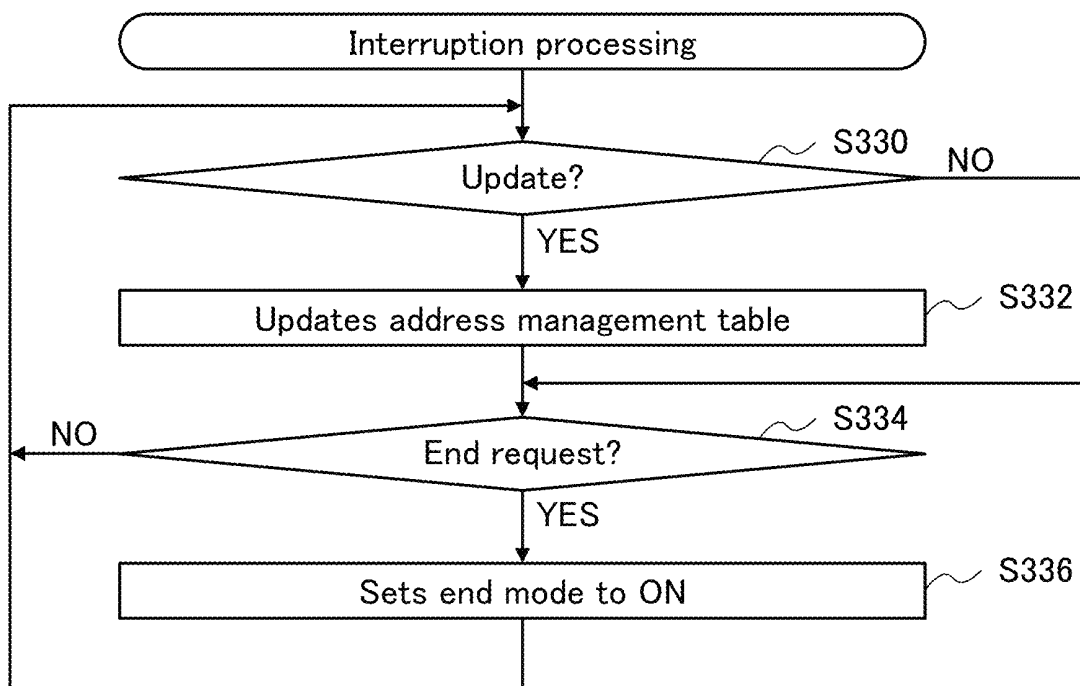 Interruption processing
S330
Update?
NO
YES
Updates address management table
S332
S334
NO
End request?
YES
Sets end mode to ON
S336